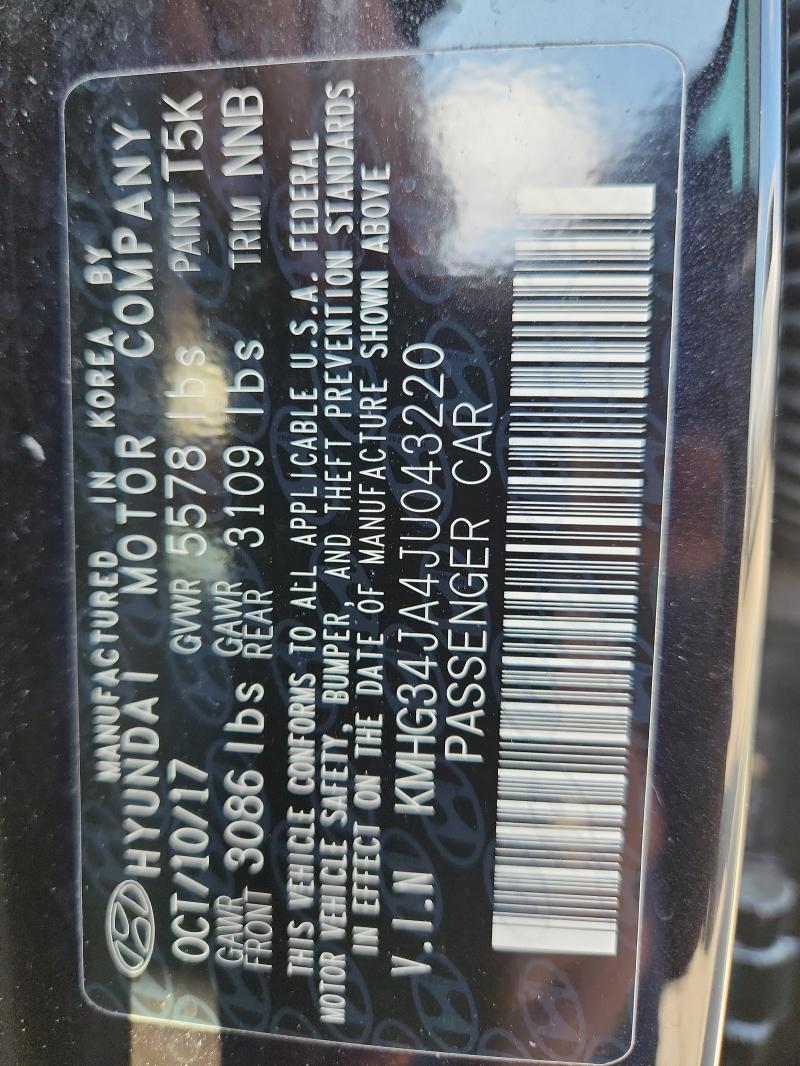 MANUFACTURED IN KOREA BY
HYUNDAI MOTOR COMPANY
OCT/10/17 GVWR 5578 lbs PAINT T5K
GAWR FRONT 3086 lbs GAWR REAR 3109 lbs TRIM NNB
THIS VEHICLE CONFORMS TO ALL APPLICABLE U.S.A. FEDERAL
MOTOR VEHICLE SAFETY, BUMPER, AND THEFT PREVENTION STANDARDS
IN EFFECT ON THE DATE OF MANUFACTURE SHOWN ABOVE
V.I.N KMHG34JA4JU043220
PASSENGER CAR